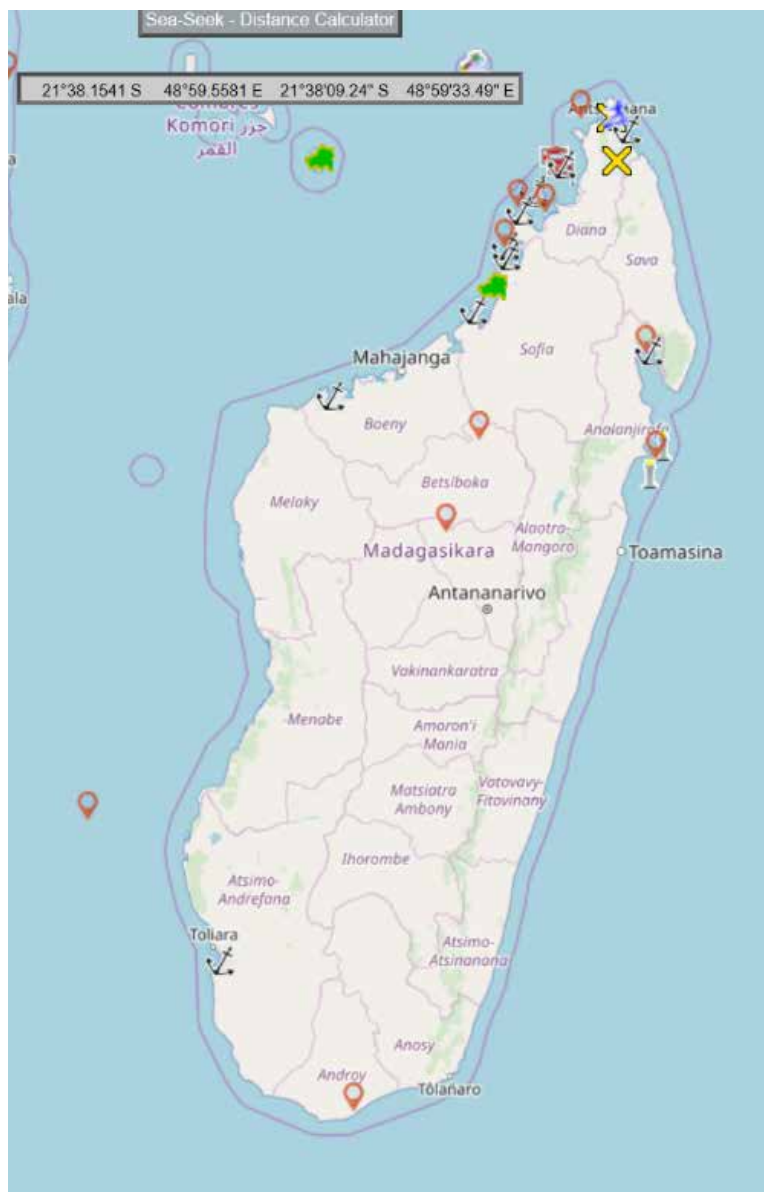 Sea-Seek - Distance Calculator
21°38.1541 S 48°59.5581 E 21°38'09.24" S 48°59'33.49" E
Komori جزر
القمر
Diana
Sava
ala
Mahajanga
Sofia
Boeny
Analanjirofo
Betsiboka
Melaky
Alaotra-
Mangoro
Madagasikara
Toamasina
Antananarivo
Vakinankaratra
Menabe
Amoron'i
Mania
Matsiatra
Ambony
Vatovavy-
Fitovinany
Ihorombe
Atsimo-
Andrefana
Toliara
Atsimo-
Atsinanana
Anosy
Androy
Tôlanaro